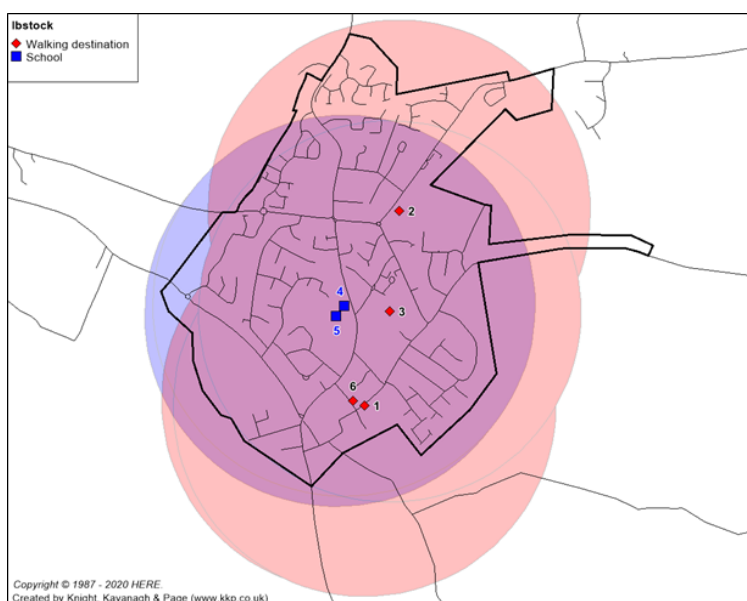 Ibstock
Walking destination
School
2
4
3
5
6
1
Copyright © 1987 - 2020 HERE.
Created by Knight, Kavanagh & Page (www.kkp.co.uk)